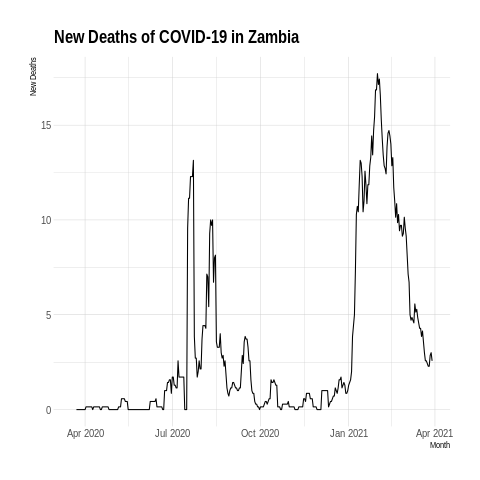 New Deaths of COVID-19 in Zambia
New Deaths
15
10
5
0
Apr 2020 Jul 2020 Oct 2020 Jan 2021 Apr 2021
Month